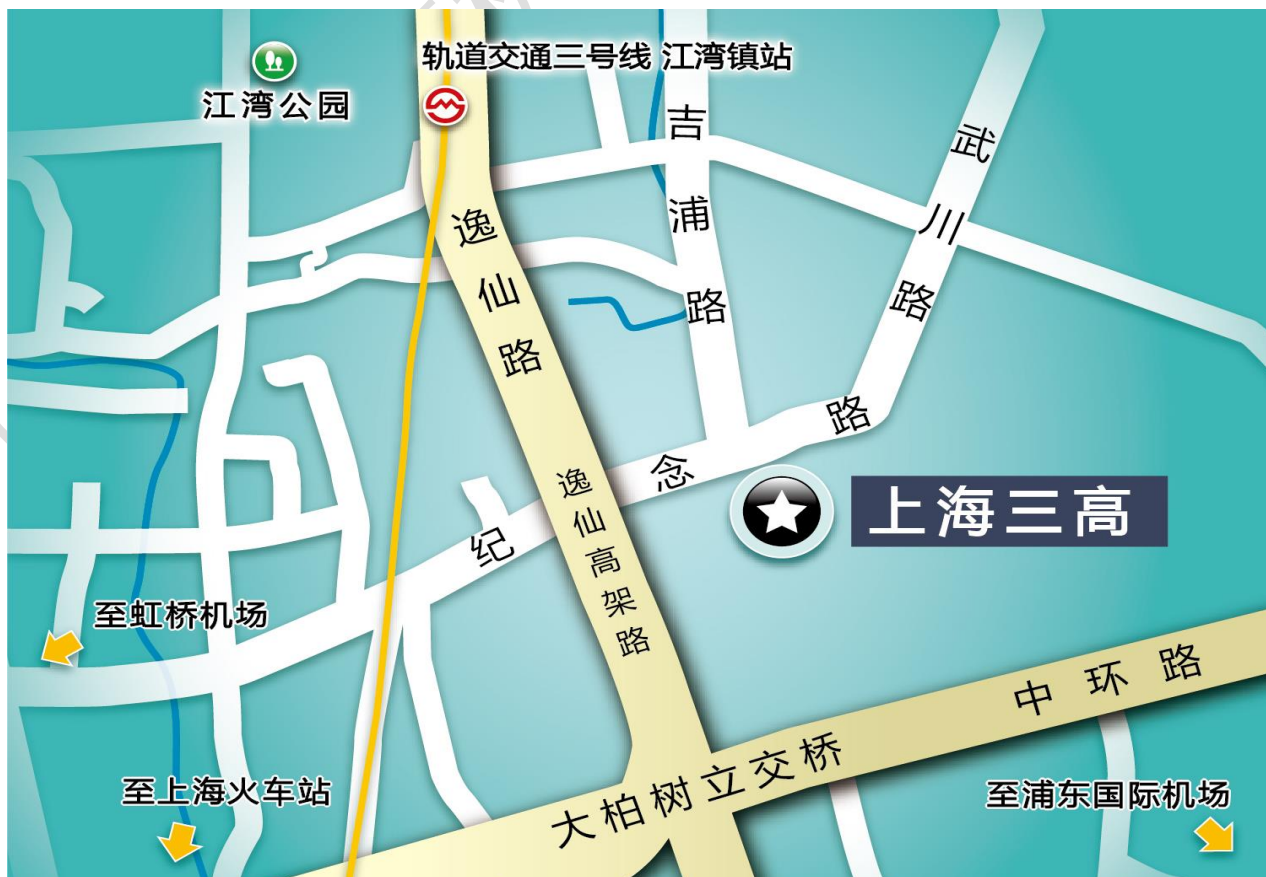 轨道交通三号线 江湾镇站
江湾公园
吉浦路
武川路
逸仙路
纪念路
逸仙高架路
上海三高
至虹桥机场
中环路
大柏树立交桥
至上海火车站
至浦东国际机场